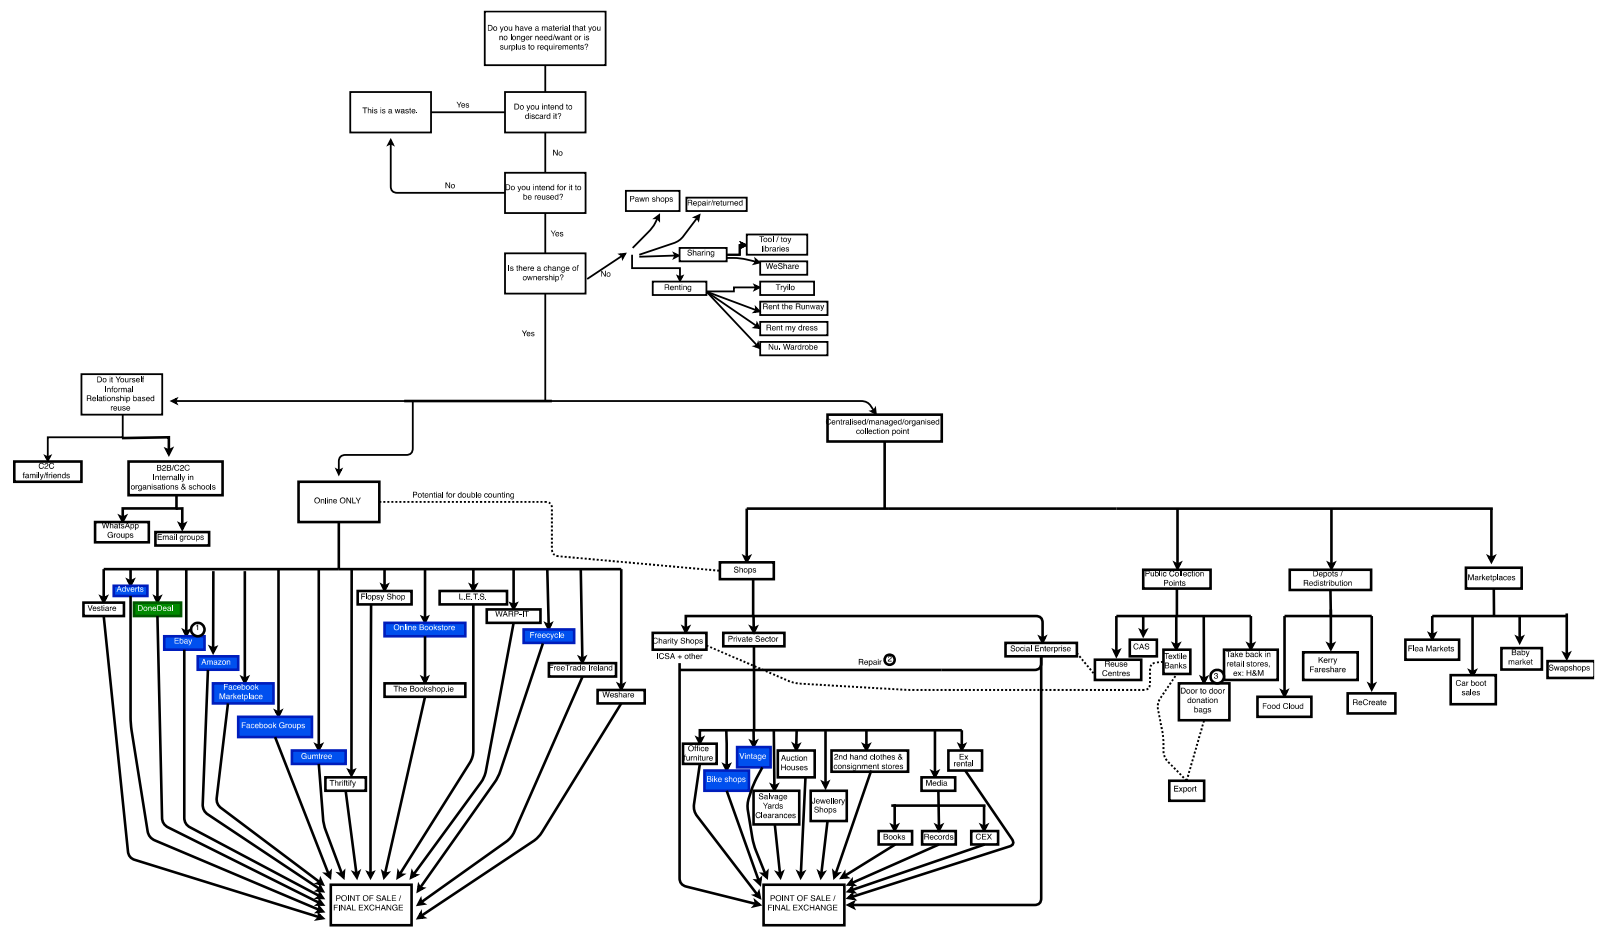 Do you have a material that you
no longer need/want or is
surplus to requirements?
This is a waste.
Yes
Do you intend to
discard it?
No
No
Do you intend for it to
be reused?
Pawn shops
Repair/returned
Yes
Tool / toy
libraries
Sharing
WeShare
Is there a change of
ownership?
No
Renting
Tryilo
Rent the Runway
Yes
Rent my dress
Nu. Wardrobe
Do it Yourself
Informal
Relationship based
reuse
Centralised/managed/organised
collection point
C2C
family/friends
B2B/C2C
Internally in
organisations & schools
Online ONLY
Potential for double counting
WhatsApp
Groups
Email groups
Shops
Public Collection
Points
Depots /
Redistribution
Marketplaces
Vestiare
Adverts
DoneDeal
1
Ebay
Amazon
Facebook
Marketplace
Facebook Groups
Gumtree
Thriftify
Flopsy Shop
Online Bookstore
The Bookshop.ie
L.E.T.S.
WARP-IT
Freecycle
FreeTrade Ireland
Weshare
Charity Shops
ICSA + other
Private Sector
Repair
2
Social Enterprise
Reuse
Centres
CAS
Textile
Banks
3
Door to door
donation
bags
Take back in
retail stores,
ex: H&M
Food Cloud
Kerry
Fareshare
ReCreate
Flea Markets
Car boot
sales
Baby
market
Swapshops
Office
furniture
Bike shops
Vintage
Salvage
Yards
Clearances
Auction
Houses
Jewellery
Shops
2nd hand clothes &
consignment stores
Media
Ex
rental
Export
Books
Records
CEX
POINT OF SALE /
FINAL EXCHANGE
POINT OF SALE /
FINAL EXCHANGE